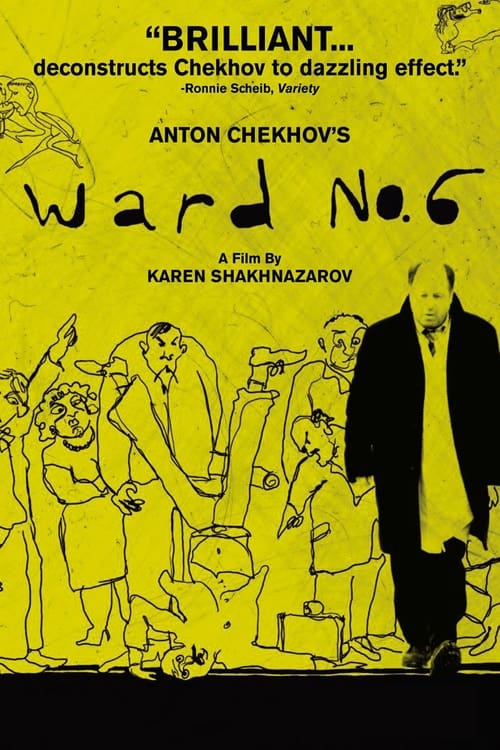 “BRILLIANT...
deconstructs Chekhov to dazzling effect.”
-Ronnie Scheib, Variety
ANTON CHEKHOV’S
Ward No.6
A Film By
KAREN SHAKHNAZAROV